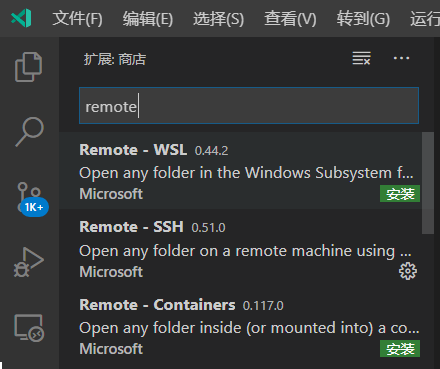 文件(F) 编辑(E) 选择(S) 查看(V) 转到(G) 运行
扩展: 商店
remote
Remote - WSL 0.44.2
Open any folder in the Windows Subsystem f...
Microsoft 安装
1K+
Remote - SSH 0.51.0
Open any folder on a remote machine using ...
Microsoft
Remote - Containers 0.117.0
Open any folder inside (or mounted into) a co...
Microsoft 安装